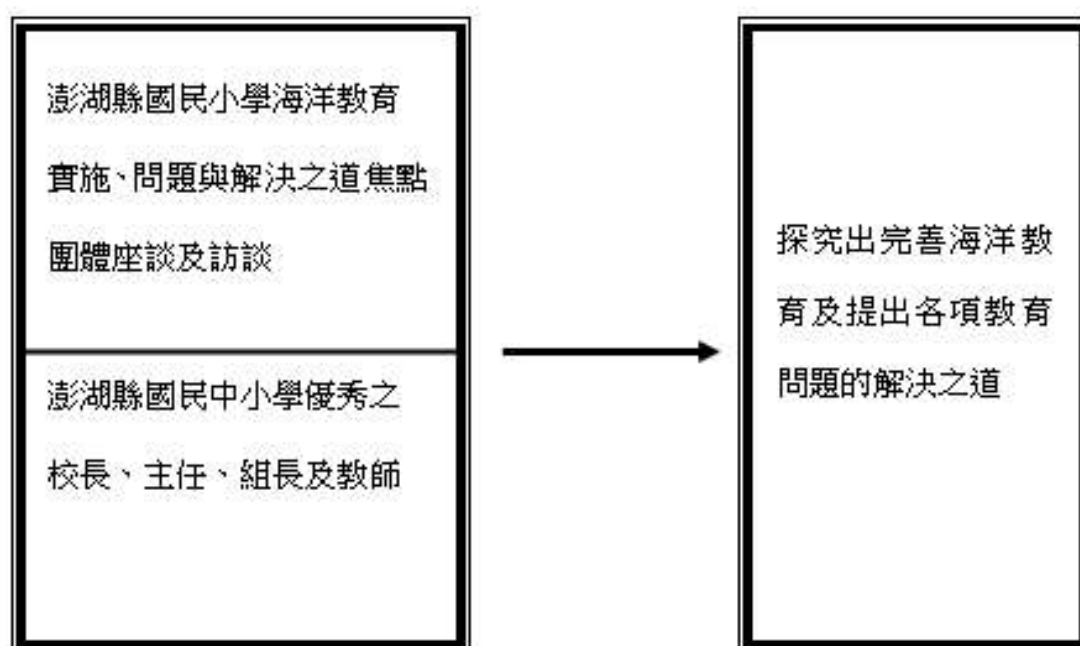 澎湖縣國民小學海洋教育
實施、問題與解決之道焦點
團體座談及訪談
澎湖縣國民中小學優秀之
校長、主任、組長及教師
探究出完善海洋教
育及提出各項教育
問題的解決之道